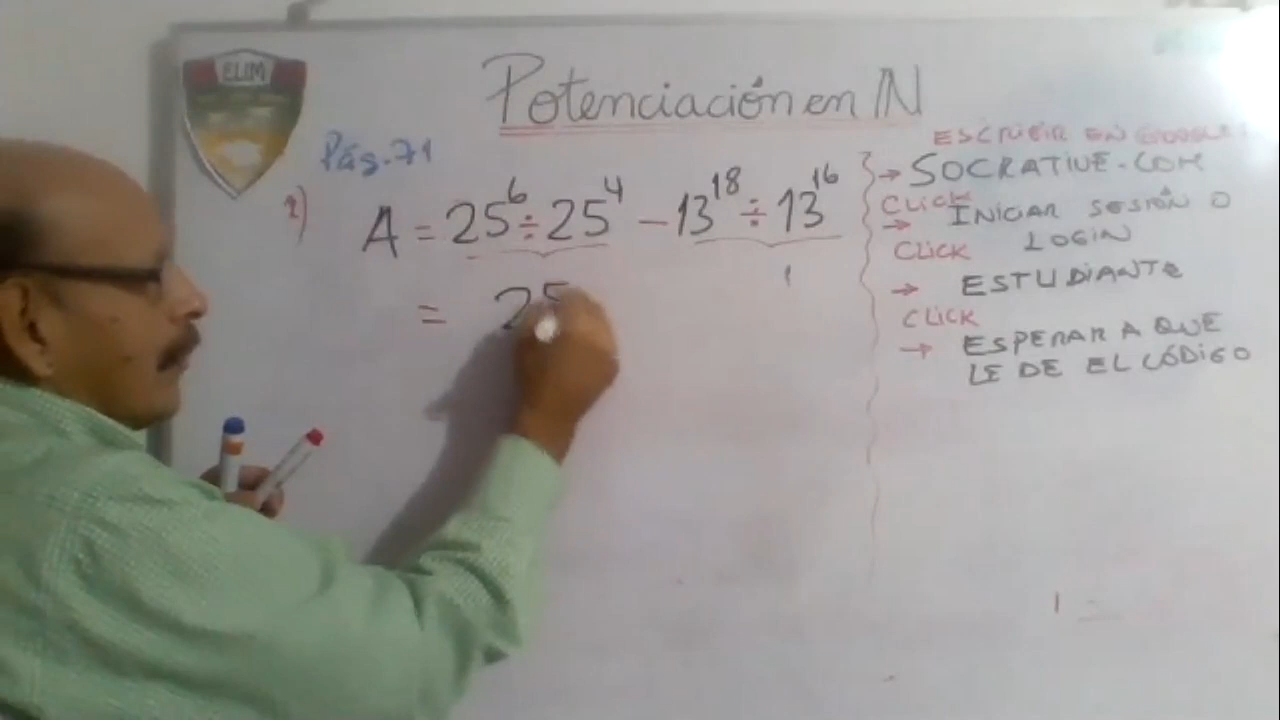 ELIM
Potenciación en IN
Pág. 71
2)
A = 25⁶ ÷ 25⁴ − 13¹⁸ ÷ 13¹⁶
= 25
ESCRIBIR EN GOOGLE:
→ SOCRATIVE.COM
CLICK
→ INICIAR SESIÓN O
LOGIN
CLICK
→ ESTUDIANTE
CLICK
→ ESPERAR A QUE
LE DE EL CÓDIGO